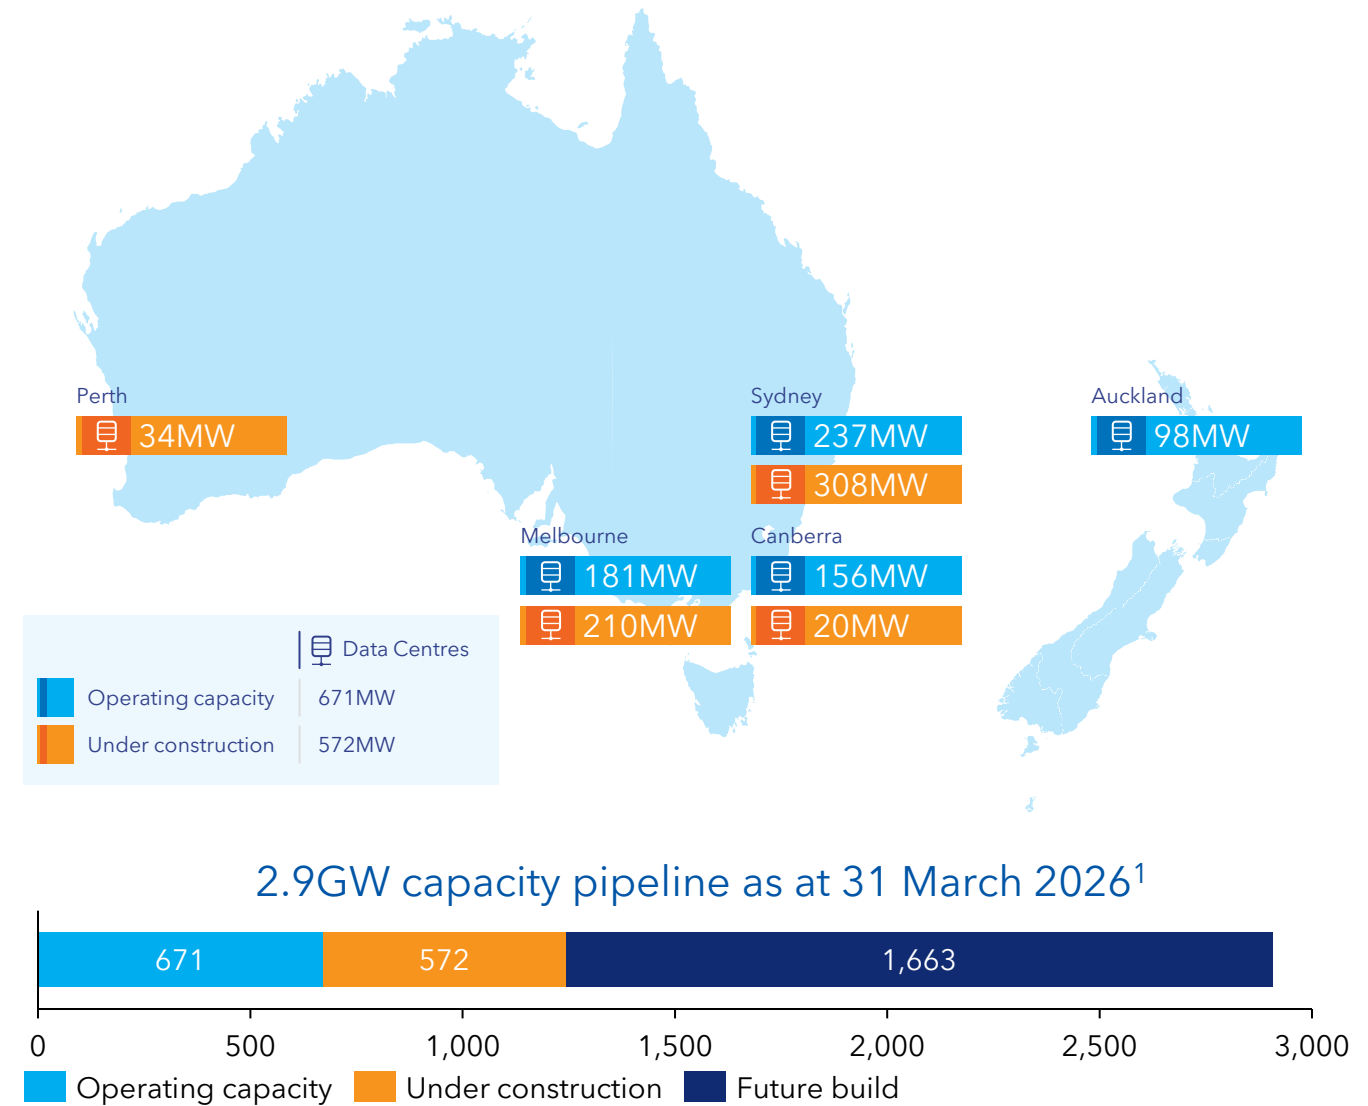 Perth
34MW
Sydney
237MW
308MW
Auckland
98MW
Melbourne
181MW
210MW
Canberra
156MW
20MW
Data Centres
Operating capacity 671MW
Under construction 572MW
2.9GW capacity pipeline as at 31 March 2026¹
671 572 1,663
0 500 1,000 1,500 2,000 2,500 3,000
Operating capacity Under construction Future build